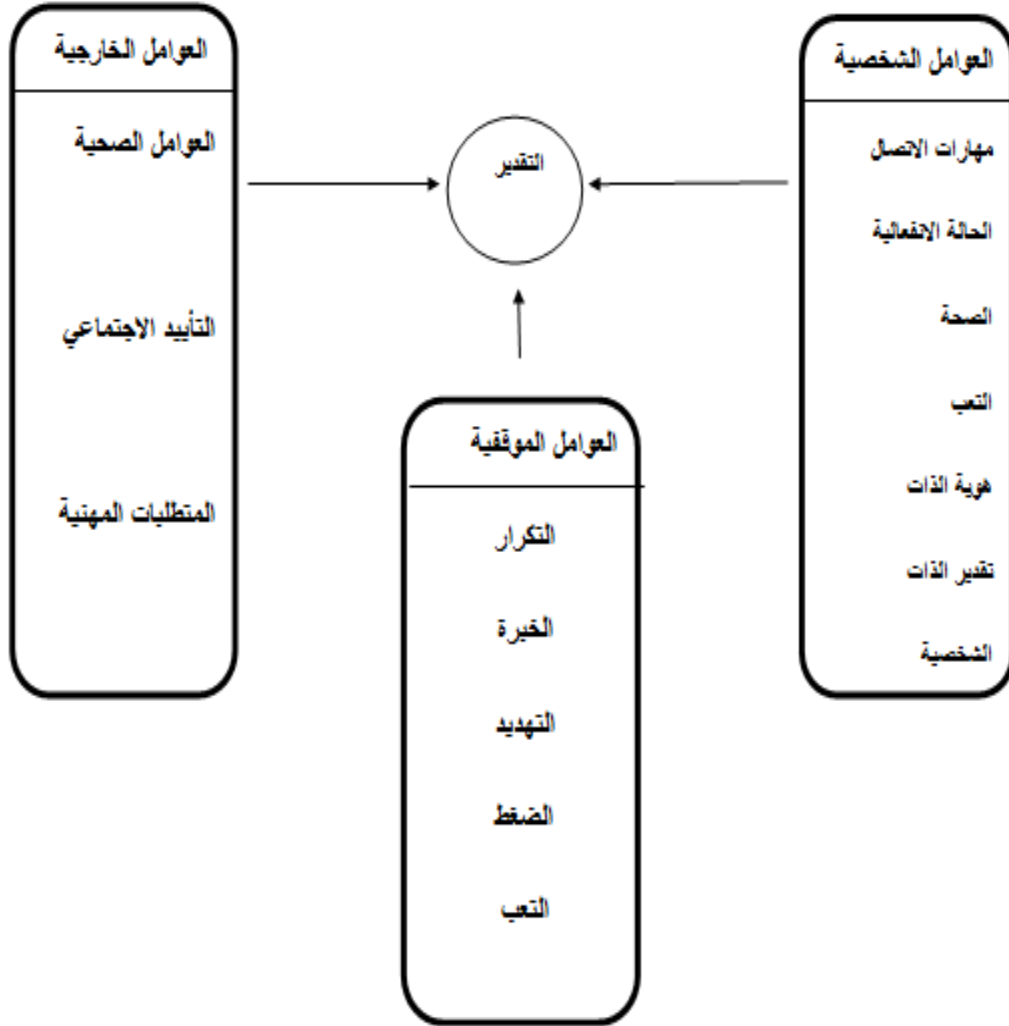 العوامل الشخصية
مهارات الاتصال
الحالة الانفعالية
الصحة
التعب
هوية الذات
تقدير الذات
الشخصية
التقدير
العوامل الخارجية
العوامل الصحية
التأييد الاجتماعي
المتطلبات المهنية
العوامل الموقفية
التكرار
الخبرة
التهديد
الضغط
التعب